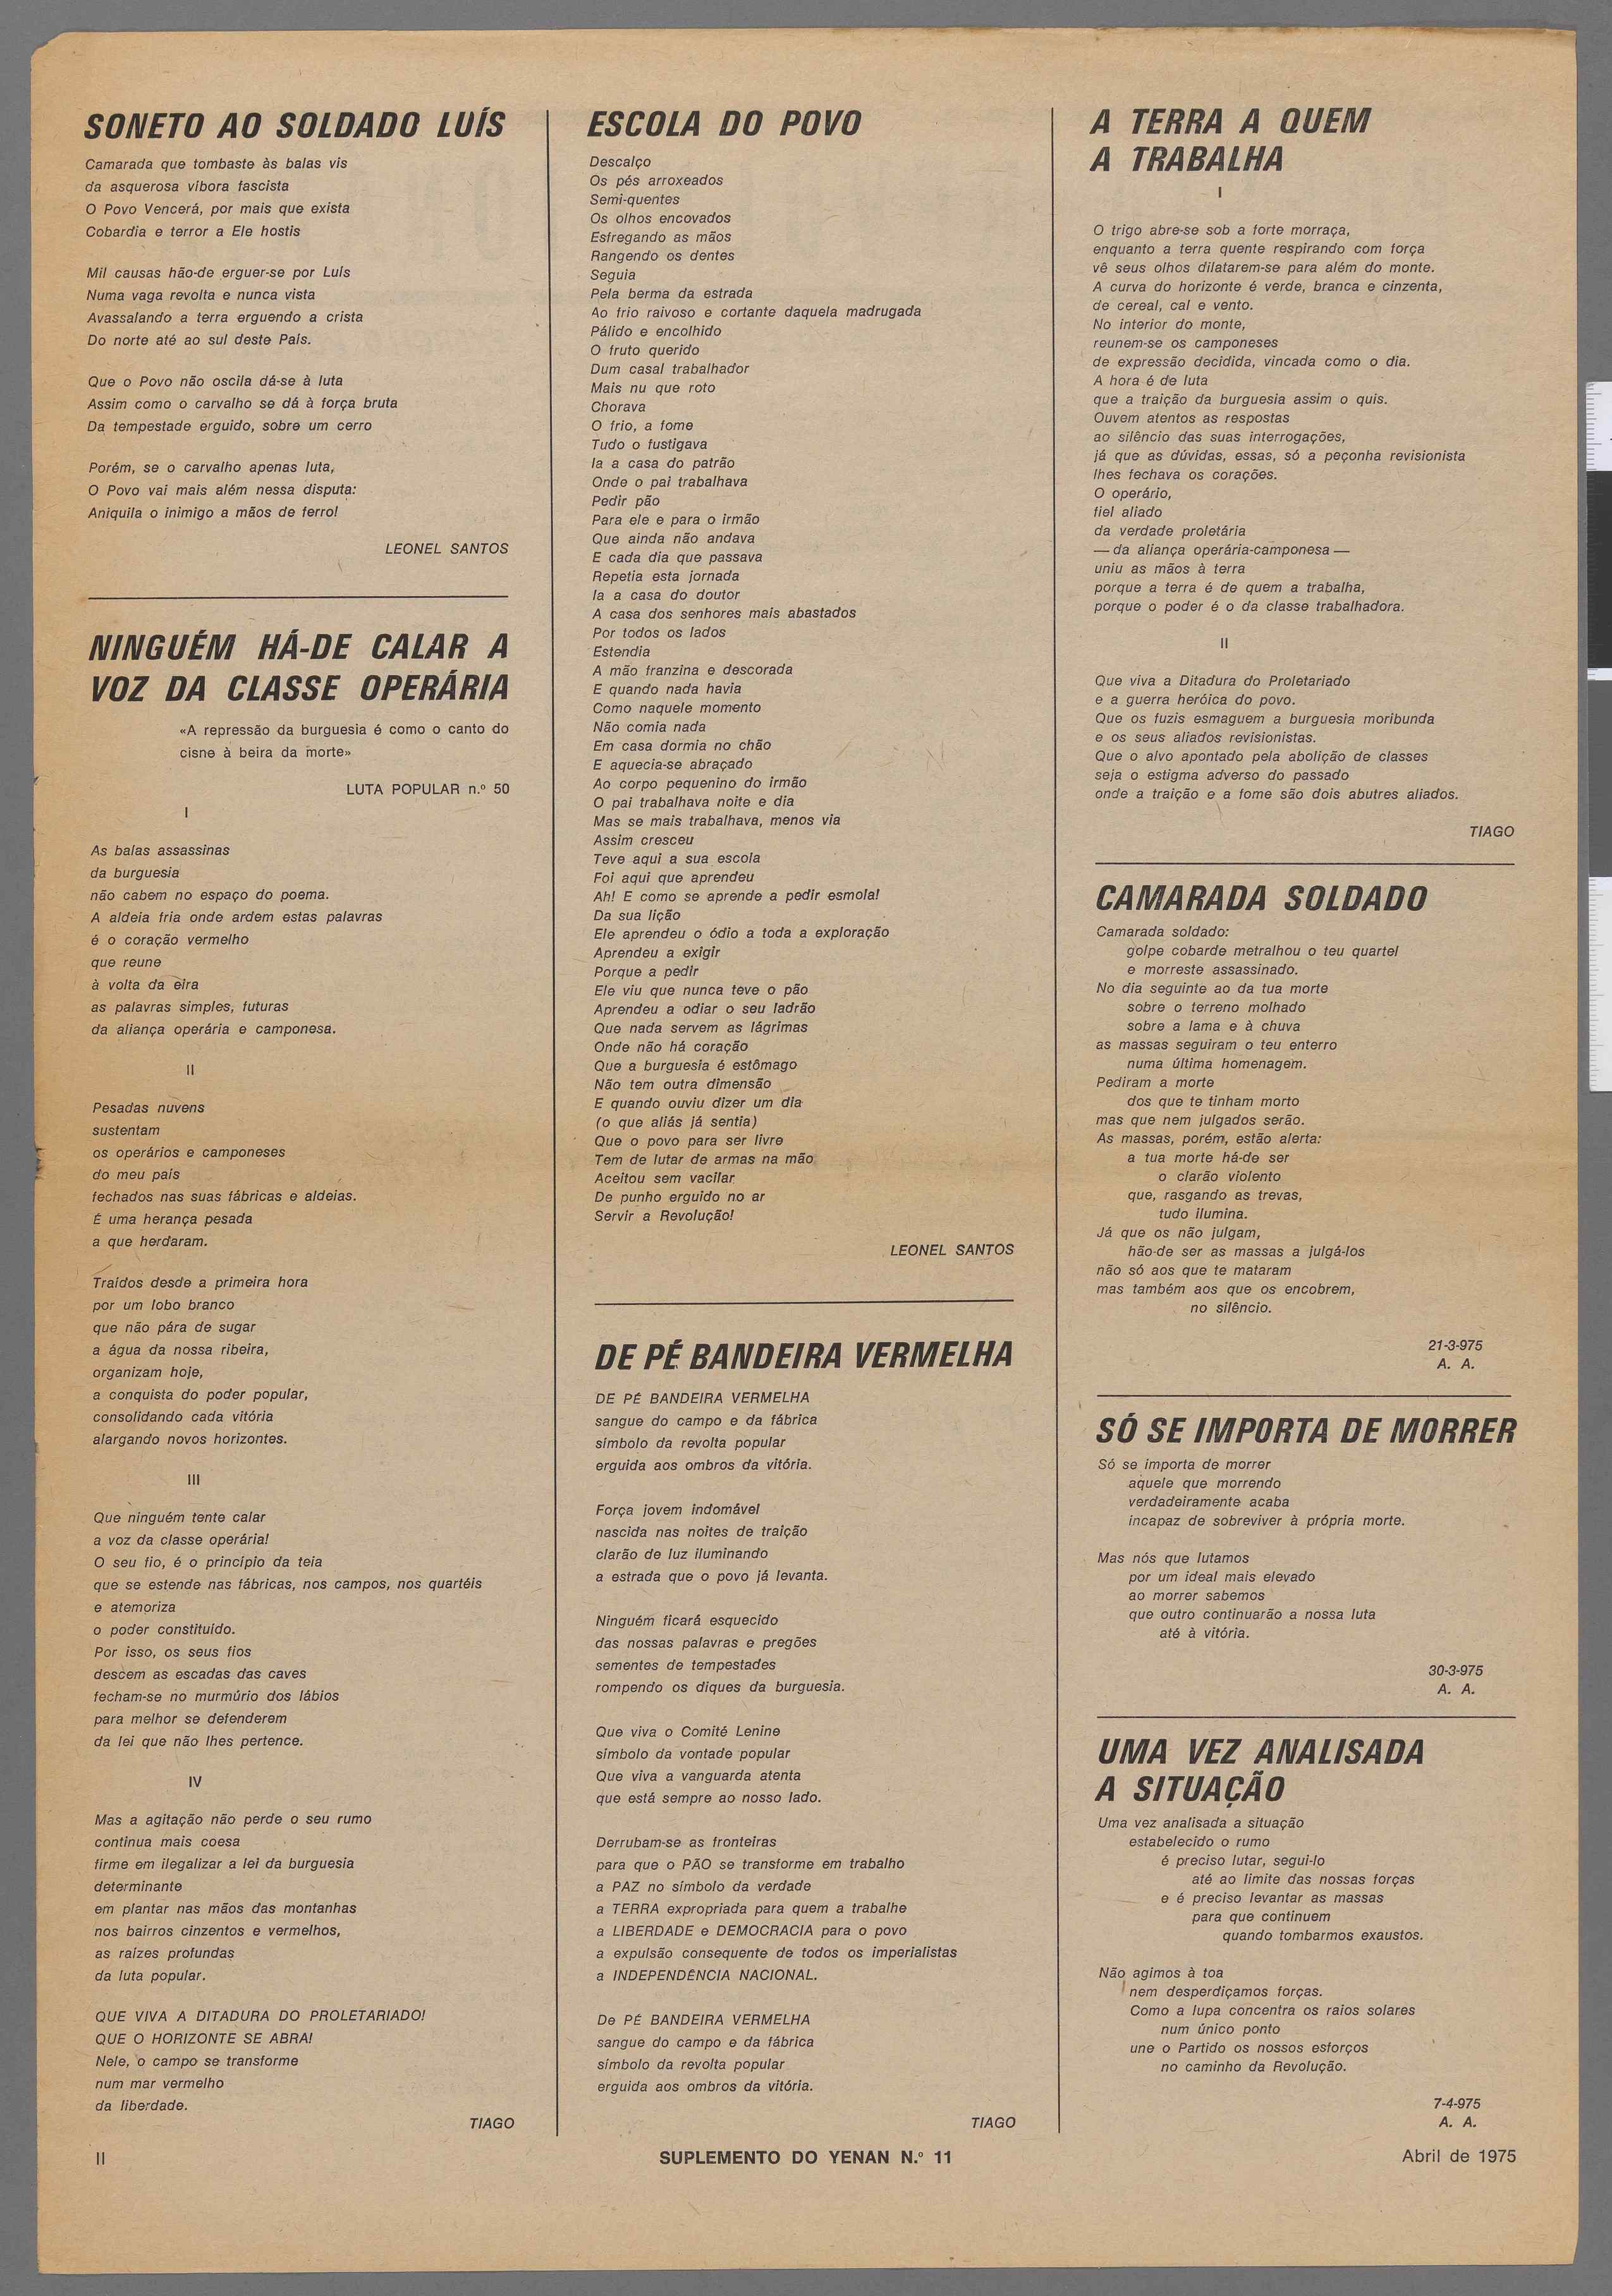 SONETO AO SOLDADO LUÍS
Camarada que tombaste às balas vis
da asquerosa víbora fascista
O Povo Vencerá, por mais que exista
Cobardia e terror a Ele hostis
Mil causas hão-de erguer-se por Luís
Numa vaga revolta e nunca vista
Avassalando a terra erguendo a crista
Do norte até ao sul deste País.
Que o Povo não oscila dá-se à luta
Assim como o carvalho se dá à força bruta
Da tempestade erguido, sobre um cerro
Porém, se o carvalho apenas luta,
O Povo vai mais além nessa disputa:
Aniquila o inimigo a mãos de ferro!
LEONEL SANTOS
NINGUÉM HÁ-DE CALAR A
VOZ DA CLASSE OPERÁRIA
«A repressão da burguesia é como o canto do
cisne à beira da morte»
LUTA POPULAR n.º 50
I
As balas assassinas
da burguesia
não cabem no espaço do poema.
A aldeia fria onde ardem estas palavras
é o coração vermelho
que reune
à volta da eira
as palavras simples, futuras
da aliança operária e camponesa.
II
Pesadas nuvens
sustentam
os operários e camponeses
do meu país
fechados nas suas fábricas e aldeias.
É uma herança pesada
a que herdaram.
Traídos desde a primeira hora
por um lobo branco
que não pára de sugar
a água da nossa ribeira,
organizam hoje,
a conquista do poder popular,
consolidando cada vitória
alargando novos horizontes.
III
Que ninguém tente calar
a voz da classe operária!
O seu fio, é o princípio da teia
que se estende nas fábricas, nos campos, nos quartéis
e atemoriza
o poder constituído.
Por isso, os seus fios
descem as escadas das caves
fecham-se no murmúrio dos lábios
para melhor se defenderem
da lei que não lhes pertence.
IV
Mas a agitação não perde o seu rumo
continua mais coesa
firme em ilegalizar a lei da burguesia
determinante
em plantar nas mãos das montanhas
nos bairros cinzentos e vermelhos,
as raízes profundas
da luta popular.
QUE VIVA A DITADURA DO PROLETARIADO!
QUE O HORIZONTE SE ABRA!
Nele, o campo se transforme
num mar vermelho
da liberdade.
TIAGO
ESCOLA DO POVO
Descalço
Os pés arroxeados
Semi-quentes
Os olhos encovados
Esfregando as mãos
Rangendo os dentes
Seguia
Pela berma da estrada
Ao frio raivoso e cortante daquela madrugada
Pálido e encolhido
O fruto querido
Dum casal trabalhador
Mais nu que roto
Chorava
O frio, a fome
Tudo o fustigava
Ia a casa do patrão
Onde o pai trabalhava
Pedir pão
Para ele e para o irmão
Que ainda não andava
E cada dia que passava
Repetia esta jornada
Ia a casa do doutor
A casa dos senhores mais abastados
Por todos os lados
Estendia
A mão franzina e descorada
E quando nada havia
Como naquele momento
Não comia nada
Em casa dormia no chão
E aquecia-se abraçado
Ao corpo pequenino do irmão
O pai trabalhava noite e dia
Mas se mais trabalhava, menos via
Assim cresceu
Teve aqui a sua escola
Foi aqui que aprendeu
Ah! E como se aprende a pedir esmola!
Da sua lição
Ele aprendeu o ódio a toda a exploração
Aprendeu a exigir
Porque a pedir
Ele viu que nunca teve o pão
Aprendeu a odiar o seu ladrão
Que nada servem as lágrimas
Onde não há coração
Que a burguesia é estômago
Não tem outra dimensão
E quando ouviu dizer um dia
(o que aliás já sentia)
Que o povo para ser livre
Tem de lutar de armas na mão
Aceitou sem vacilar
De punho erguido no ar
Servir a Revolução!
LEONEL SANTOS
DE PÉ BANDEIRA VERMELHA
DE PÉ BANDEIRA VERMELHA
sangue do campo e da fábrica
símbolo da revolta popular
erguida aos ombros da vitória.
Força jovem indomável
nascida nas noites de traição
clarão de luz iluminando
a estrada que o povo já levanta.
Ninguém ficará esquecido
das nossas palavras e pregões
sementes de tempestades
rompendo os diques da burguesia.
Que viva o Comité Lenine
símbolo da vontade popular
Que viva a vanguarda atenta
que está sempre ao nosso lado.
Derrubam-se as fronteiras
para que o PÃO se transforme em trabalho
a PAZ no símbolo da verdade
a TERRA expropriada para quem a trabalhe
a LIBERDADE e DEMOCRACIA para o povo
a expulsão consequente de todos os imperialistas
a INDEPENDÊNCIA NACIONAL.
De PÉ BANDEIRA VERMELHA
sangue do campo e da fábrica
símbolo da revolta popular
erguida aos ombros da vitória.
TIAGO
A TERRA A QUEM
A TRABALHA
I
O trigo abre-se sob a forte morraça,
enquanto a terra quente respirando com força
vê seus olhos dilatarem-se para além do monte.
A curva do horizonte é verde, branca e cinzenta,
de cereal, cal e vento.
No interior do monte,
reunem-se os camponeses
de expressão decidida, vincada como o dia.
A hora é de luta
que a traição da burguesia assim o quis.
Ouvem atentos as respostas
ao silêncio das suas interrogações,
já que as dúvidas, essas, só a peçonha revisionista
lhes fechava os corações.
O operário,
fiel aliado
da verdade proletária
— da aliança operária-camponesa —
uniu as mãos à terra
porque a terra é de quem a trabalha,
porque o poder é o da classe trabalhadora.
II
Que viva a Ditadura do Proletariado
e a guerra heróica do povo.
Que os fuzis esmaguem a burguesia moribunda
e os seus aliados revisionistas.
Que o alvo apontado pela abolição de classes
seja o estigma adverso do passado
onde a traição e a fome são dois abutres aliados.
TIAGO
CAMARADA SOLDADO
Camarada soldado:
golpe cobarde metralhou o teu quartel
e morreste assassinado.
No dia seguinte ao da tua morte
sobre o terreno molhado
sobre a lama e à chuva
as massas seguiram o teu enterro
numa última homenagem.
Pediram a morte
dos que te tinham morto
mas que nem julgados serão.
As massas, porém, estão alerta:
a tua morte há-de ser
o clarão violento
que, rasgando as trevas,
tudo ilumina.
Já que os não julgam,
hão-de ser as massas a julgá-los
não só aos que te mataram
mas também aos que os encobrem,
no silêncio.
21-3-975
A. A.
SÓ SE IMPORTA DE MORRER
Só se importa de morrer
aquele que morrendo
verdadeiramente acaba
incapaz de sobreviver à própria morte.
Mas nós que lutamos
por um ideal mais elevado
ao morrer sabemos
que outro continuarão a nossa luta
até à vitória.
30-3-975
A. A.
UMA VEZ ANALISADA
A SITUAÇÃO
Uma vez analisada a situação
estabelecido o rumo
é preciso lutar, segui-lo
até ao limite das nossas forças
e é preciso levantar as massas
para que continuem
quando tombarmos exaustos.
Não agimos à toa
nem desperdiçamos forças.
Como a lupa concentra os raios solares
num único ponto
une o Partido os nossos esforços
no caminho da Revolução.
7-4-975
A. A.
II
SUPLEMENTO DO YENAN N.º 11
Abril de 1975